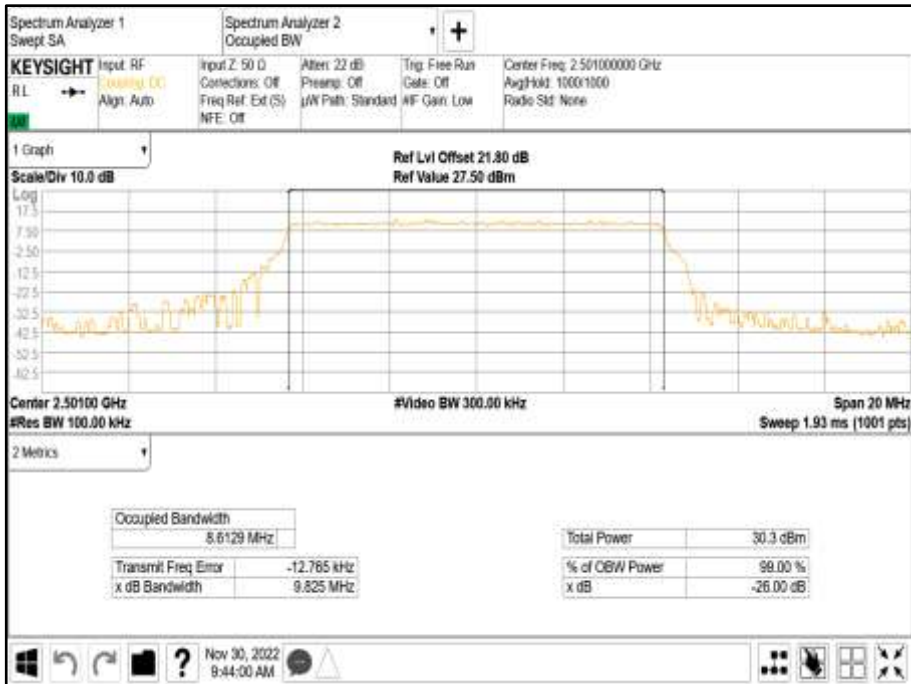 Spectrum Analyzer 1
Swept SA
Spectrum Analyzer 2
Occupied BW
KEYSIGHT
RL
Input: RF
Coupling: DC
Align: Auto
Input Z: 50 Ω
Corrections: Off
Freq Ref: Ext (S)
NFE: Off
Atten: 22 dB
Preamp: Off
µW Path: Standard
Trig: Free Run
Gate: Off
#IF Gain: Low
Center Freq: 2.501000000 GHz
Avg|Hold: 1000/1000
Radio Std: None
1 Graph
Scale/Div 10.0 dB
Ref Lvl Offset 21.80 dB
Ref Value 27.50 dBm
Log
17.5
7.50
-2.50
-12.5
-22.5
-32.5
-42.5
-52.5
-62.5
Center 2.50100 GHz
#Video BW 300.00 kHz
Span 20 MHz
#Res BW 100.00 kHz
Sweep 1.93 ms (1001 pts)
2 Metrics
Occupied Bandwidth
8.6129 MHz
Total Power 30.3 dBm
Transmit Freq Error -12.765 kHz
% of OBW Power 99.00 %
x dB Bandwidth 9.825 MHz
x dB -26.00 dB
?
Nov 30, 2022
9:44:00 AM